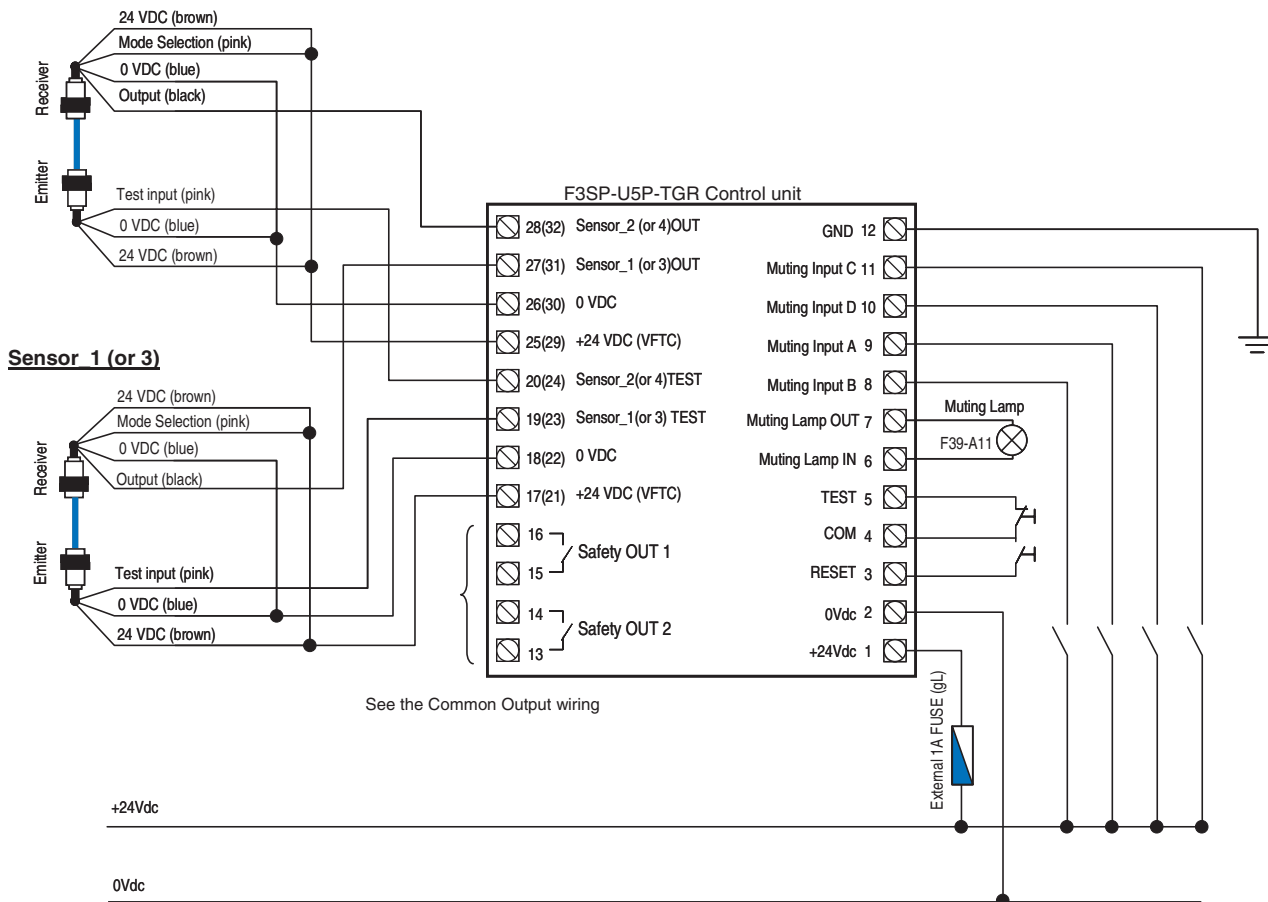 24 VDC (brown)
Mode Selection (pink)
0 VDC (blue)
Output (black)
Receiver
Emitter
Test input (pink)
0 VDC (blue)
24 VDC (brown)
Sensor_1 (or 3)
24 VDC (brown)
Mode Selection (pink)
0 VDC (blue)
Output (black)
Receiver
Emitter
Test input (pink)
0 VDC (blue)
24 VDC (brown)
F3SP-U5P-TGR Control unit
28(32) Sensor_2 (or 4)OUT
27(31) Sensor_1 (or 3)OUT
26(30) 0 VDC
25(29) +24 VDC (VFTC)
20(24) Sensor_2(or 4)TEST
19(23) Sensor_1(or 3) TEST
18(22) 0 VDC
17(21) +24 VDC (VFTC)
16
Safety OUT 1
15
14
Safety OUT 2
13
GND 12
Muting Input C 11
Muting Input D 10
Muting Input A 9
Muting Input B 8
Muting Lamp OUT 7
Muting Lamp IN 6
TEST 5
COM 4
RESET 3
0Vdc 2
+24Vdc 1
Muting Lamp
F39-A11
External 1A FUSE (gL)
See the Common Output wiring
+24Vdc
0Vdc